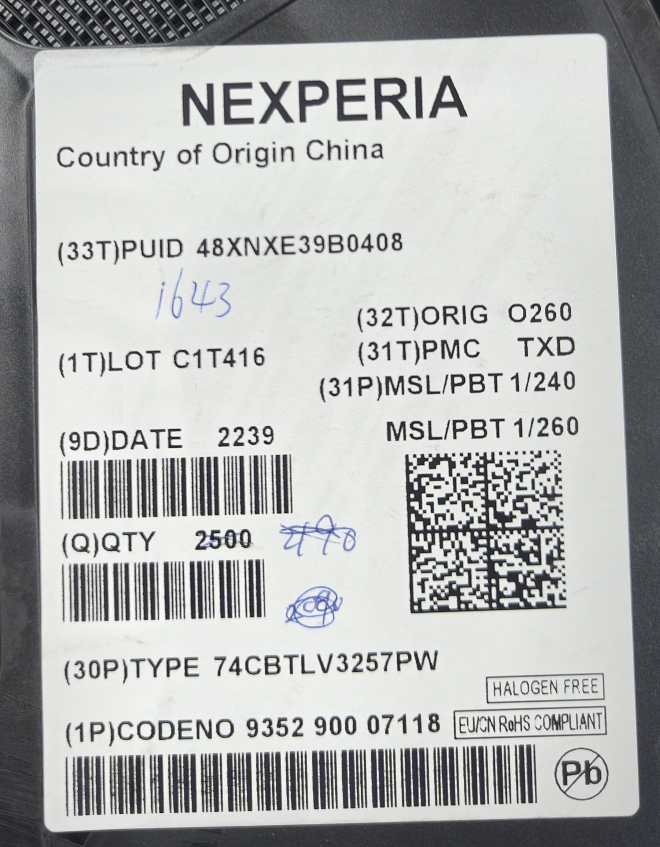 NEXPERIA
Country of Origin China
(33T)PUID 48XNXE39B0408
1643
(32T)ORIG O260
(1T)LOT C1T416
(31T)PMC TXD
(31P)MSL/PBT 1/240
(9D)DATE 2239
MSL/PBT 1/260
(Q)QTY 2500
(30P)TYPE 74CBTLV3257PW
HALOGEN FREE
(1P)CODENO 9352 900 07118
EU/CN RoHS COMPLIANT
Pb